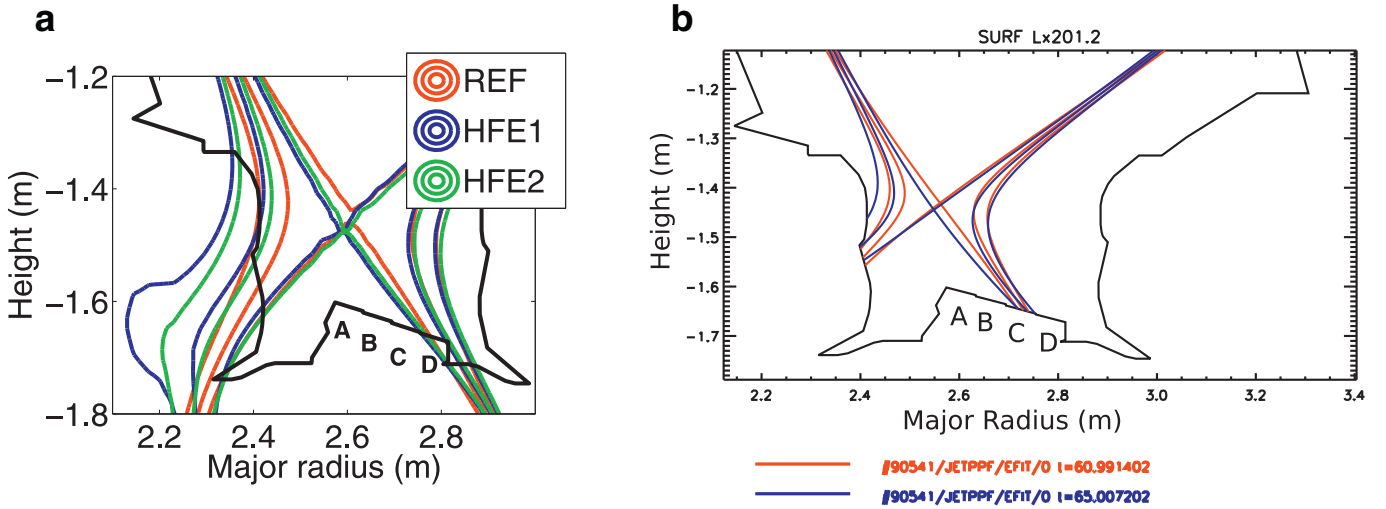 a
REF
HFE1
HFE2
−1.2
−1.4
−1.6
−1.8
Height (m)
A
B
C
D
2.2 2.4 2.6 2.8
Major radius (m)
b
SURF L×201.2
-1.2
-1.3
-1.4
-1.5
-1.6
-1.7
Height (m)
A
B
C
D
2.2 2.4 2.6 2.8 3.0 3.2 3.4
Major Radius (m)
90541/JETPPF/EFIT/0 t=60.991402
90541/JETPPF/EFIT/0 t=65.007202